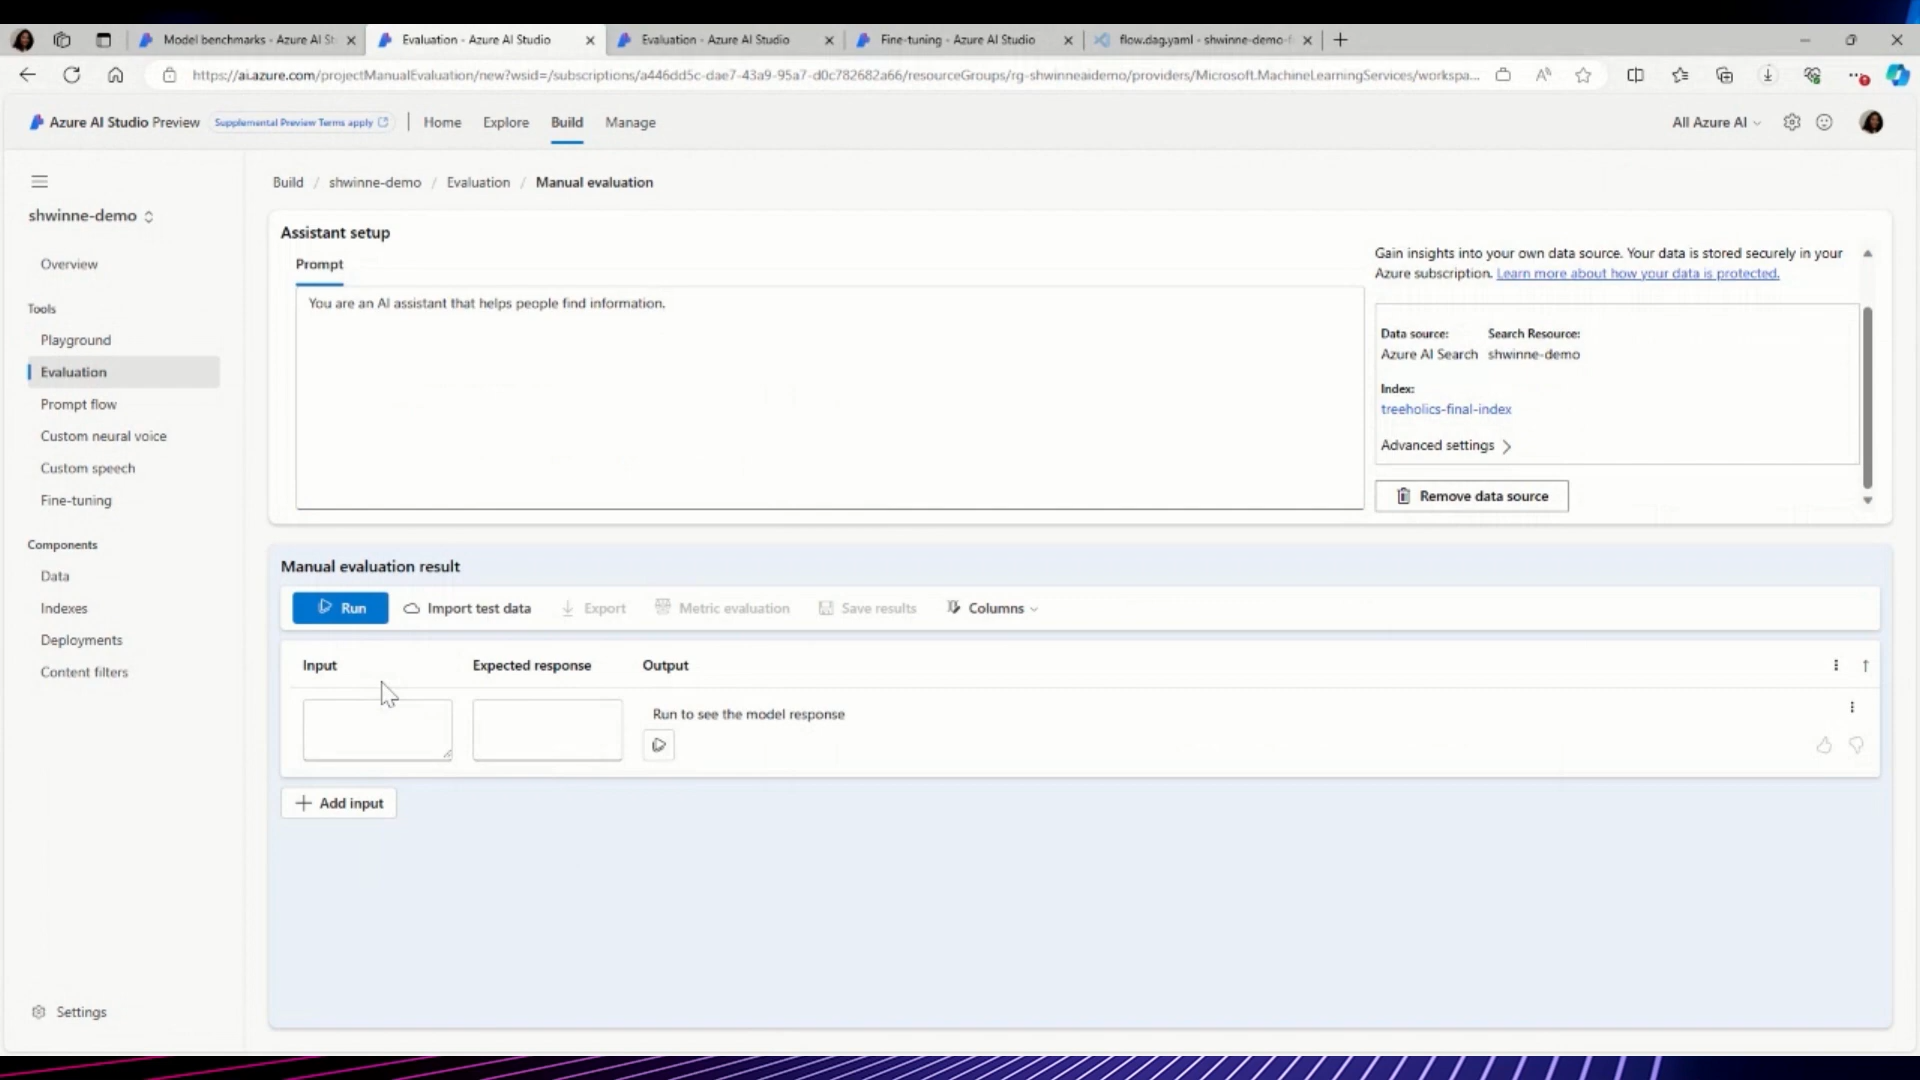 Model benchmarks - Azure AI St
Evaluation - Azure AI Studio
Evaluation - Azure AI Studio
Fine-tuning - Azure AI Studio
flow.dag.yaml - shwinne-demo-f
https://ai.azure.com/projectManualEvaluation/new?wsid=/subscriptions/a446dd5c-dae7-43a9-95a7-d0c782682a66/resourceGroups/rg-shwinneaidemo/providers/Microsoft.MachineLearningServices/workspa...
Azure AI Studio Preview
Supplemental Preview Terms apply
Home
Explore
Build
Manage
All Azure AI
shwinne-demo
Overview
Tools
Playground
Evaluation
Prompt flow
Custom neural voice
Custom speech
Fine-tuning
Components
Data
Indexes
Deployments
Content filters
Settings
Build / shwinne-demo / Evaluation / Manual evaluation
Assistant setup
Prompt
You are an AI assistant that helps people find information.
Gain insights into your own data source. Your data is stored securely in your
Azure subscription. Learn more about how your data is protected.
Data source: Search Resource:
Azure AI Search shwinne-demo
Index:
treeholics-final-index
Advanced settings
Remove data source
Manual evaluation result
Run
Import test data
Export
Metric evaluation
Save results
Columns
Input
Expected response
Output
Run to see the model response
Add input